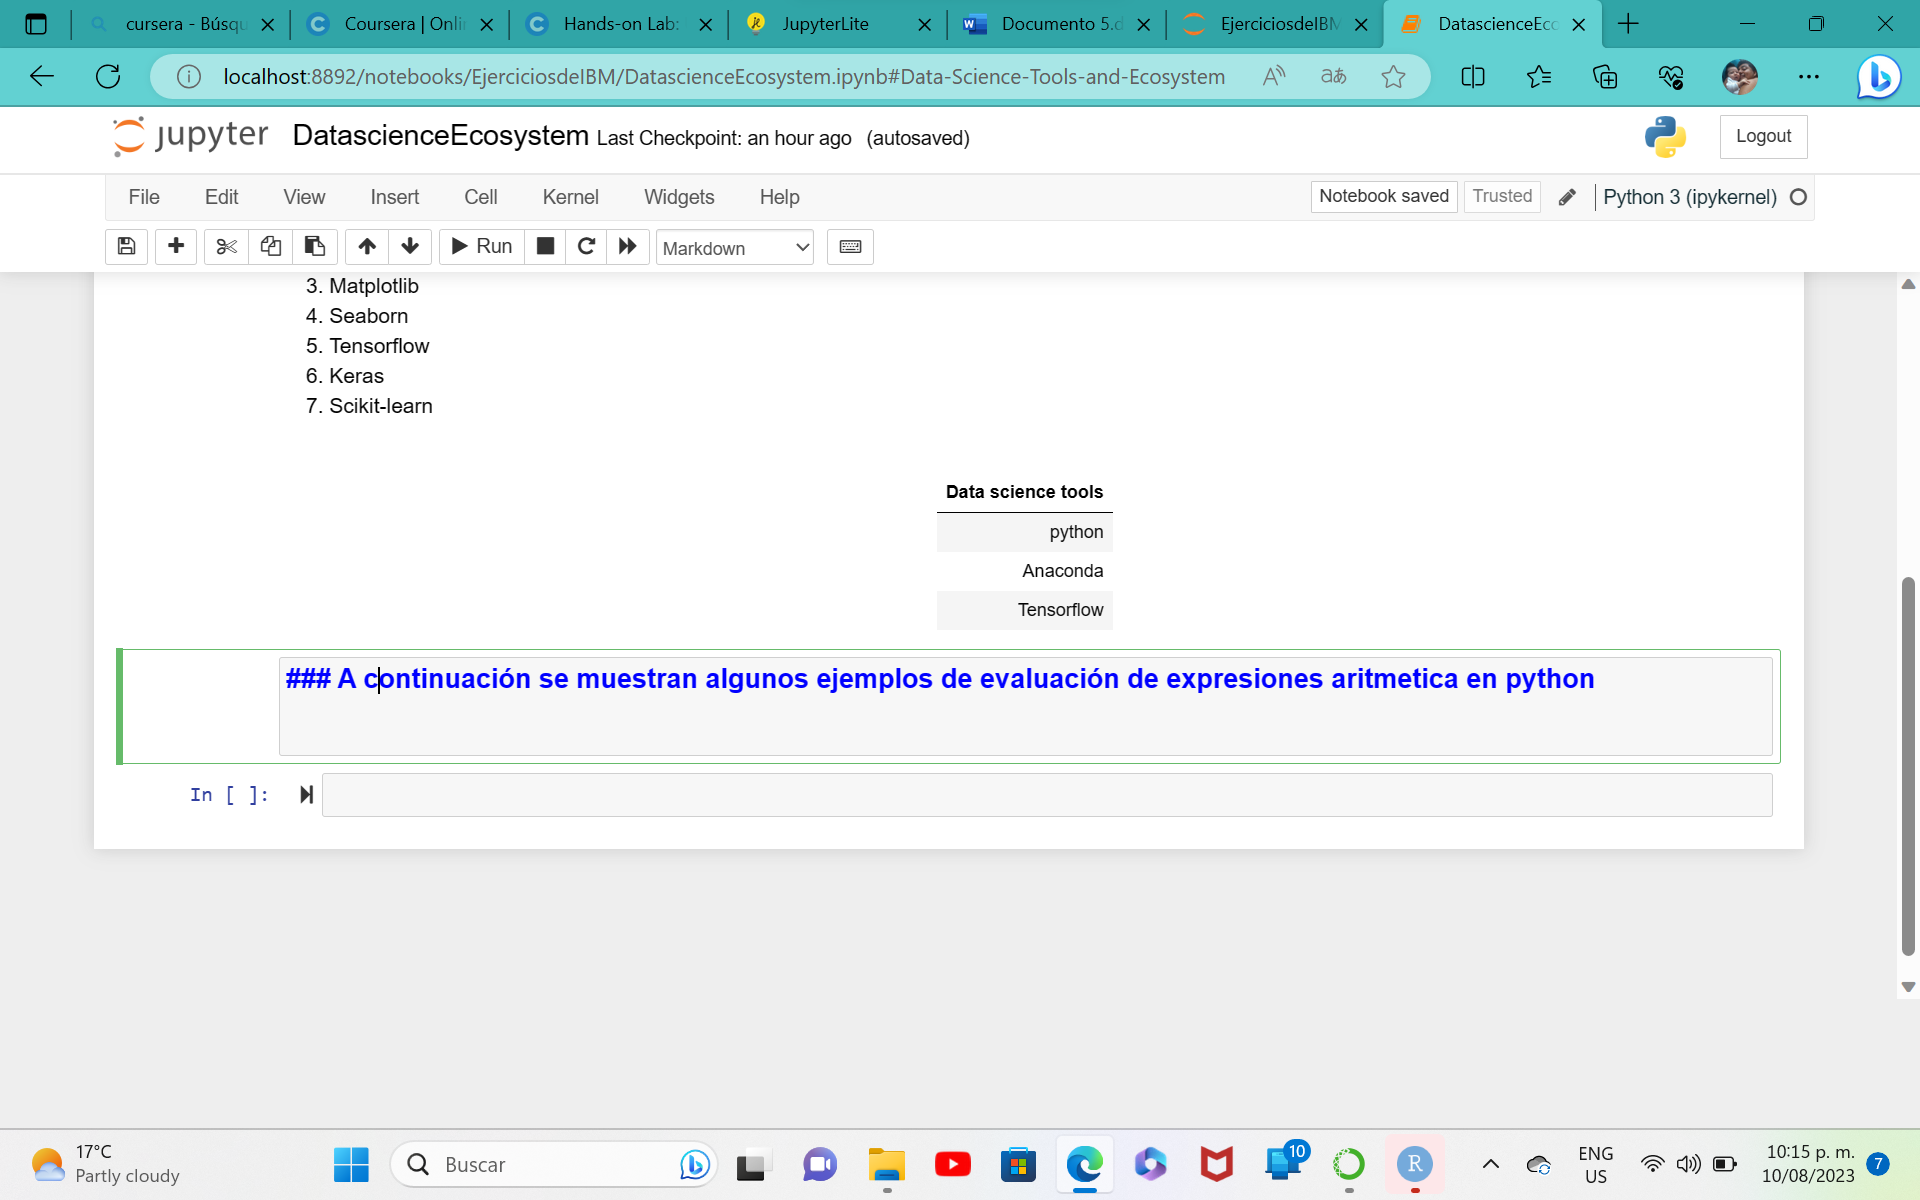 cursera - Búsqu
Coursera | Onli
Hands-on Lab:
JupyterLite
Documento 5.d
EjerciciosdeIBM
DatascienceEco
localhost:8892/notebooks/EjerciciosdeIBM/DatascienceEcosystem.ipynb#Data-Science-Tools-and-Ecosystem
jupyter DatascienceEcosystem Last Checkpoint: an hour ago (autosaved)
Logout
File Edit View Insert Cell Kernel Widgets Help
Notebook saved Trusted Python 3 (ipykernel)
Run Markdown
3. Matplotlib
4. Seaborn
5. Tensorflow
6. Keras
7. Scikit-learn
Data science tools
python
Anaconda
Tensorflow
### A continuación se muestran algunos ejemplos de evaluación de expresiones aritmetica en python
In [ ]:
17°C
Partly cloudy
Buscar
10
R
ENG
US
10:15 p. m.
10/08/2023
7